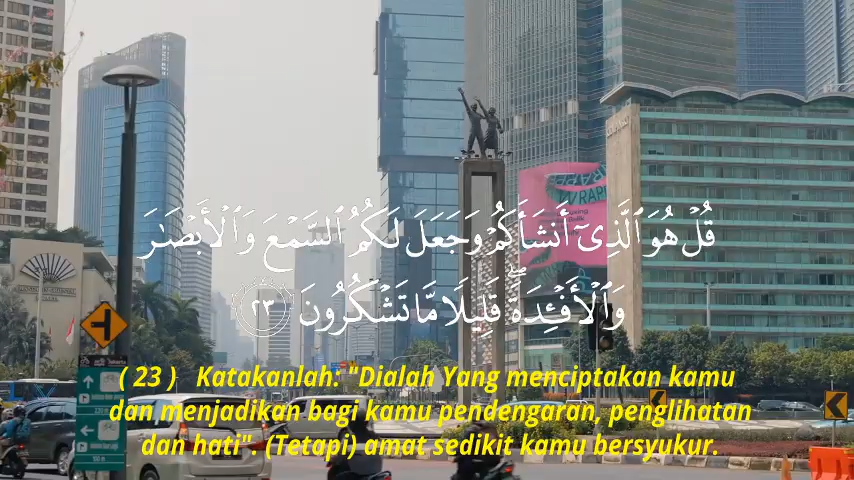 قُلْ هُوَ ٱلَّذِىٓ أَنشَأَكُمْ وَجَعَلَ لَكُمُ ٱلسَّمْعَ وَٱلْأَبْصَـٰرَ
وَٱلْأَفْـِٔدَةَ ۖ قَلِيلًا مَّا تَشْكُرُونَ ٢٣
( 23 ) Katakanlah: "Dialah Yang menciptakan kamu
dan menjadikan bagi kamu pendengaran, penglihatan
dan hati". (Tetapi) amat sedikit kamu bersyukur.